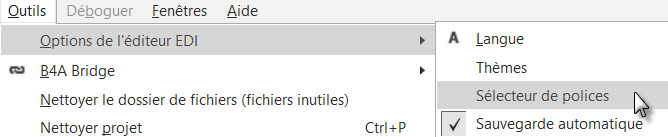 Outils Déboguer Fenêtres Aide
Options de l'éditeur EDI
B4A Bridge
Nettoyer le dossier de fichiers (fichiers inutiles)
Nettoyer projet Ctrl+P
A Langue
Thèmes
Sélecteur de polices
Sauvegarde automatique